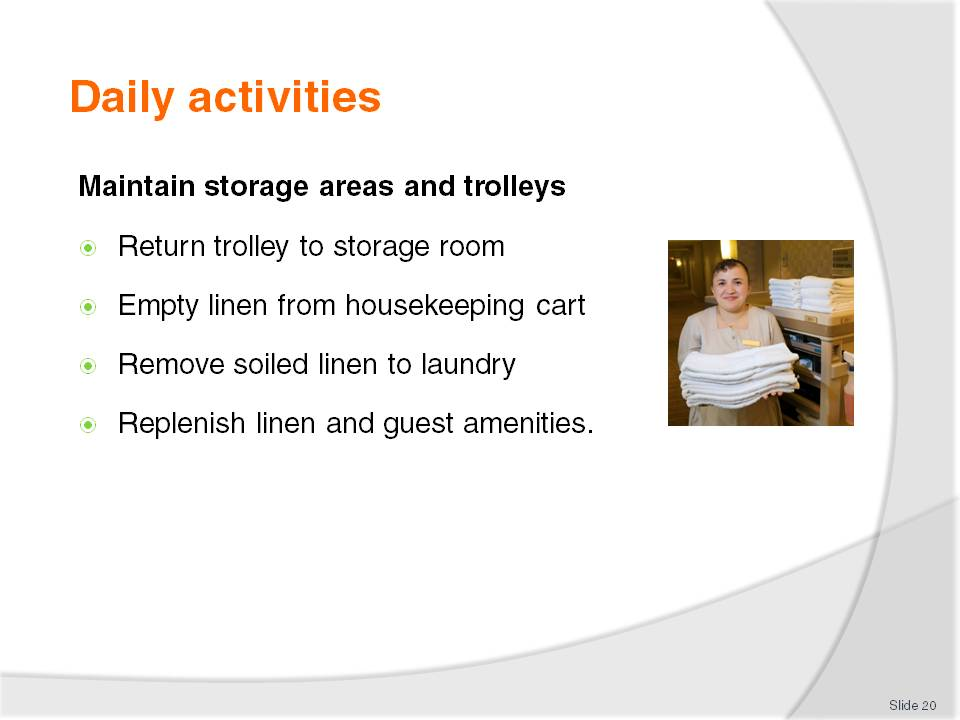 Daily activities
Maintain storage areas and trolleys
Return trolley to storage room
Empty linen from housekeeping cart
Remove soiled linen to laundry
Replenish linen and guest amenities.
Slide 20